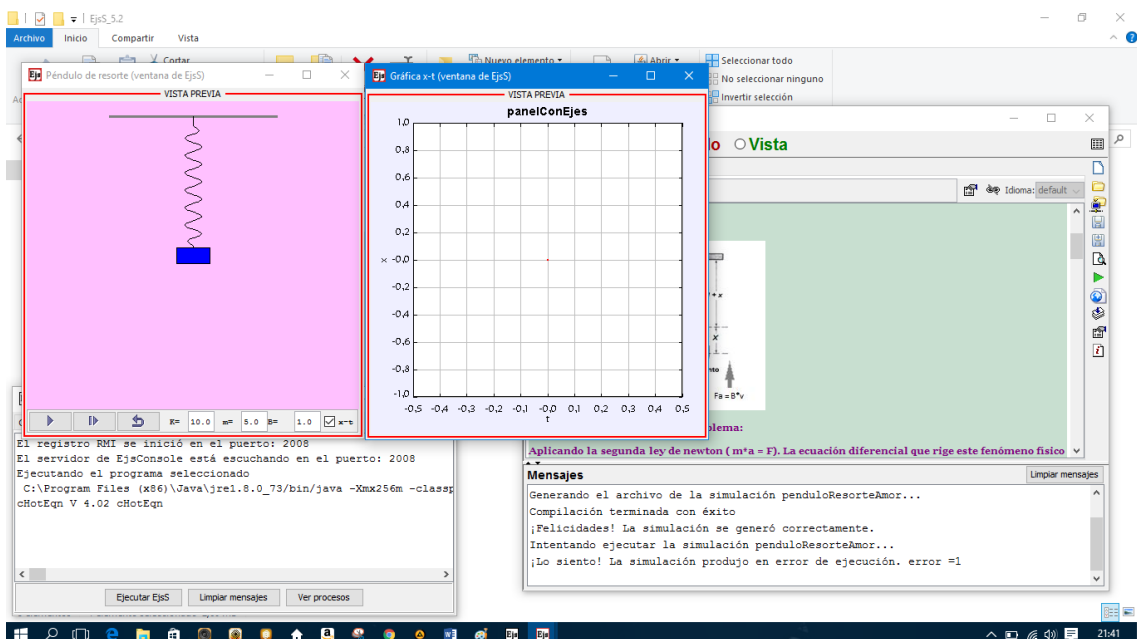 EjsS_5.2
Archivo Inicio Compartir Vista
Cortar
Nuevo elemento
Abrir
Seleccionar todo
No seleccionar ninguno
Invertir selección
Péndulo de resorte (ventana de EjsS)
VISTA PREVIA
K= 10.0 m= 5.0 B= 1.0 x-t
Gráfica x-t (ventana de EjsS)
VISTA PREVIA
panelConEjes
1,0
0,8
0,6
0,4
0,2
x -0,0
-0,2
-0,4
-0,6
-0,8
-1,0
-0,5 -0,4 -0,3 -0,2 -0,1 -0,0 0,1 0,2 0,3 0,4 0,5
t
Vista
Idioma: default
x
Fa = B*v
Aplicando la segunda ley de newton ( m*a = F). La ecuación diferencial que rige este fenómeno físico
Mensajes
Limpiar mensajes
Generando el archivo de la simulación penduloResorteAmor...
Compilación terminada con éxito
¡Felicidades! La simulación se generó correctamente.
Intentando ejecutar la simulación penduloResorteAmor...
¡Lo siento! La simulación produjo en error de ejecución. error =1
El registro RMI se inició en el puerto: 2008
El servidor de EjsConsole está escuchando en el puerto: 2008
Ejecutando el programa seleccionado
C:\Program Files (x86)\Java\jre1.8.0_73/bin/java -Xmx256m -classp
cHotEqn V 4.02 cHotEqn
Ejecutar EjsS
Limpiar mensajes
Ver procesos
21:41